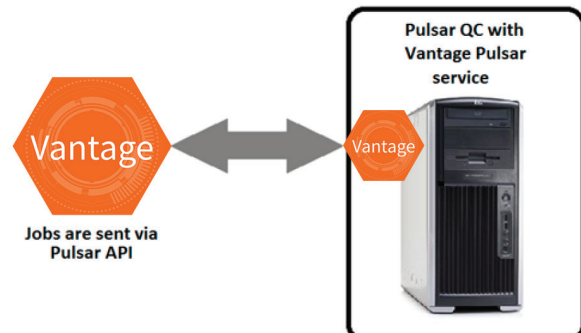 Pulsar QC with
Vantage Pulsar
service
Vantage
Vantage
Jobs are sent via
Pulsar API